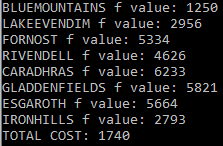 BLUEMOUNTAINS f value: 1250
LAKEEVENDIM f value: 2956
FORNOST f value: 5334
RIVENDELL f value: 4626
CARADHRAS f value: 6233
GLADDENFIELDS f value: 5821
ESGAROTH f value: 5664
IRONHILLS f value: 2793
TOTAL COST: 1740